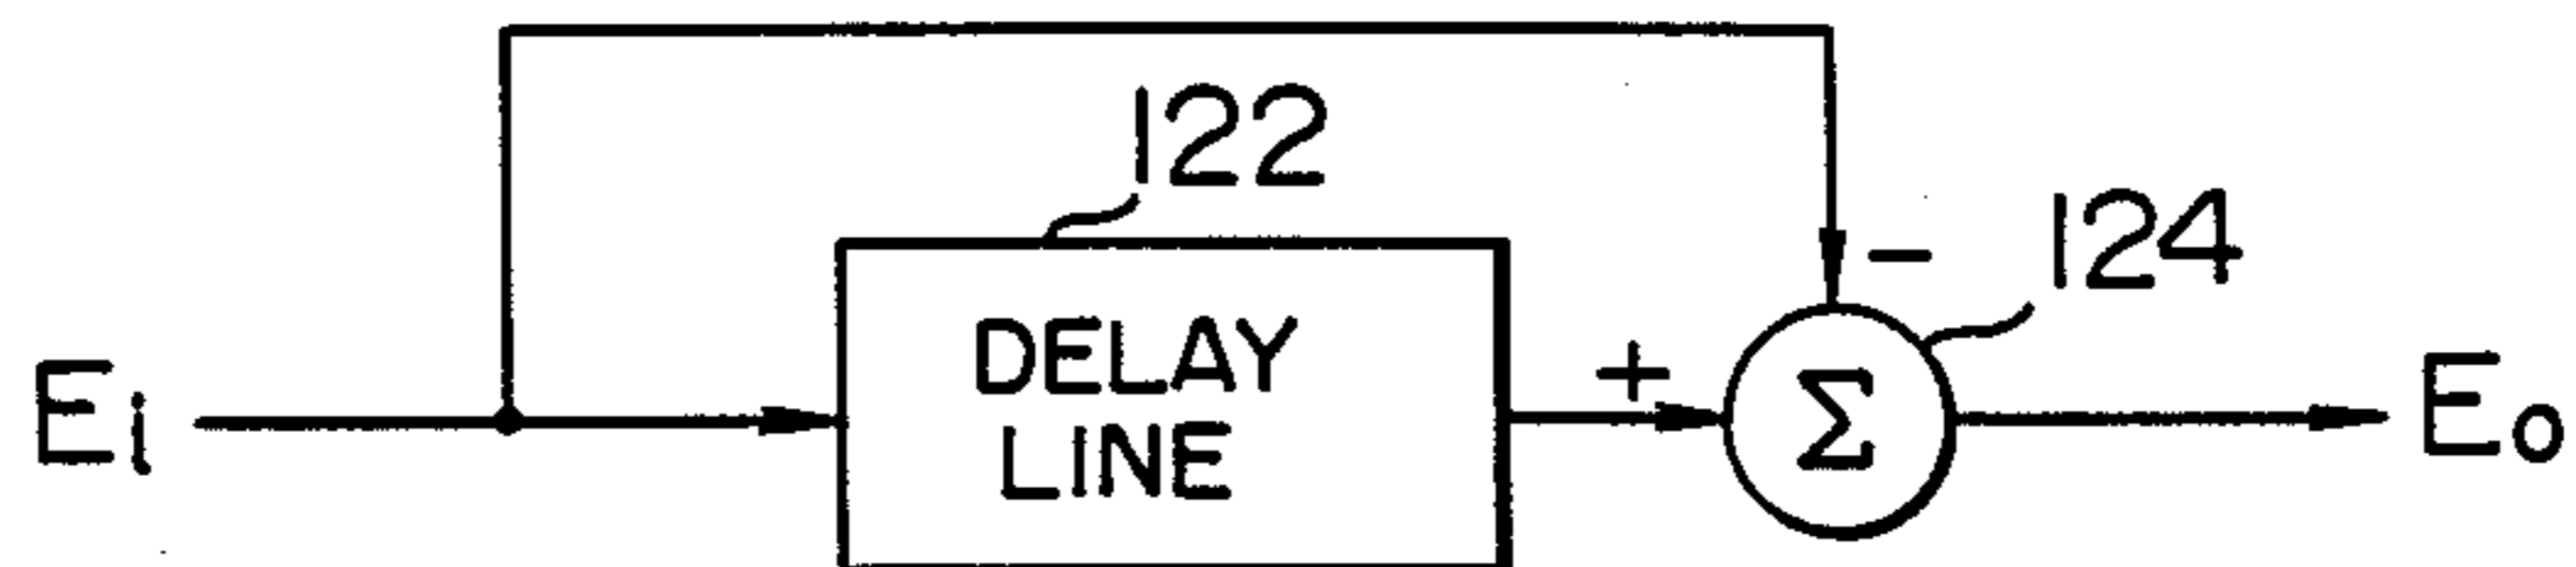 122
- 124
Ei
DELAY
LINE
+
Σ
Eo